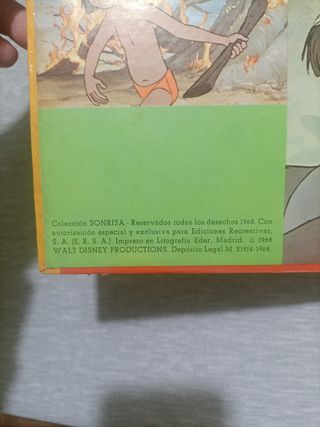 Colección SONRISA - Reservados todos los derechos 1968. Con
autorización especial y exclusiva para Ediciones Recreativas,
S. A. (E. R. S. A.) Impreso en Litografía Eder, Madrid. © 1968
WALT DISNEY PRODUCTIONS. Depósito Legal M. 21814-1968.